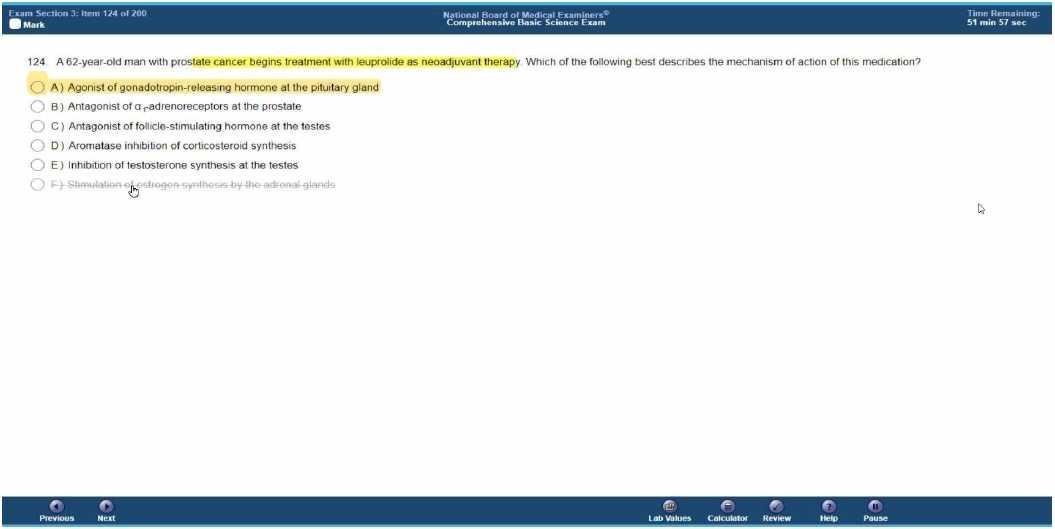 Exam Section 3: Item 124 of 200
National Board of Medical Examiners®
Time Remaining:
Mark
Comprehensive Basic Science Exam
51 min 57 sec
124. A 62-year-old man with prostate cancer begins treatment with leuprolide as neoadjuvant therapy. Which of the following best describes the mechanism of action of this medication?
A) Agonist of gonadotropin-releasing hormone at the pituitary gland
B) Antagonist of α₁-adrenoreceptors at the prostate
C) Antagonist of follicle-stimulating hormone at the testes
D) Aromatase inhibition of corticosteroid synthesis
E) Inhibition of testosterone synthesis at the testes
F) Stimulation of estrogen synthesis by the adrenal glands
Previous Next Lab Values Calculator Review Help Pause